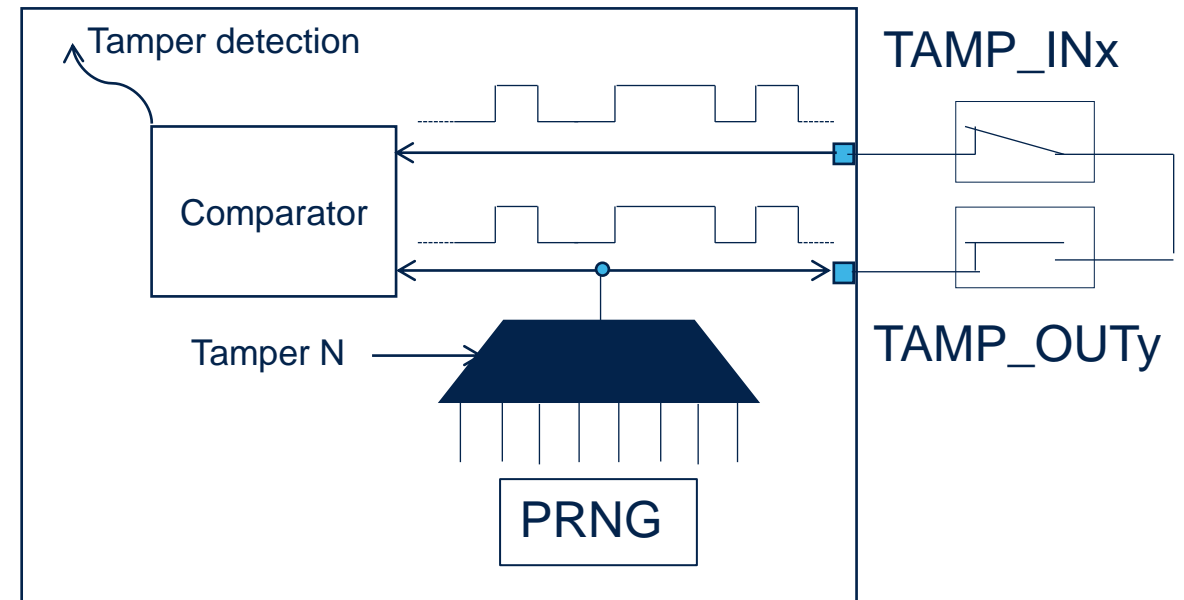 Tamper detection
TAMP_INx
Comparator
Tamper N
TAMP_OUTy
PRNG